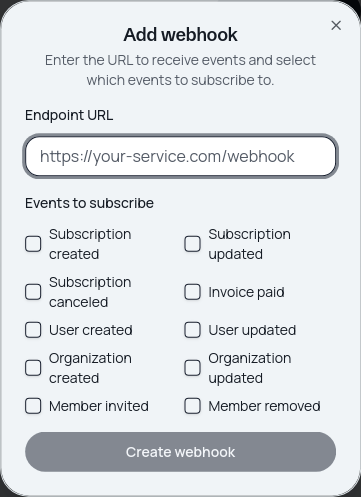 Add webhook
Enter the URL to receive events and select
which events to subscribe to.
Endpoint URL
https://your-service.com/webhook
Events to subscribe
Subscription
created
Subscription
updated
Subscription
canceled
Invoice paid
User created
User updated
Organization
created
Organization
updated
Member invited
Member removed
Create webhook